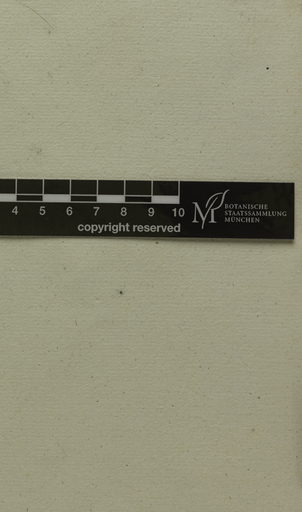 4 5 6 7 8 9 10
copyright reserved
M
BOTANISCHE
STAATSSAMMLUNG
MÜNCHEN